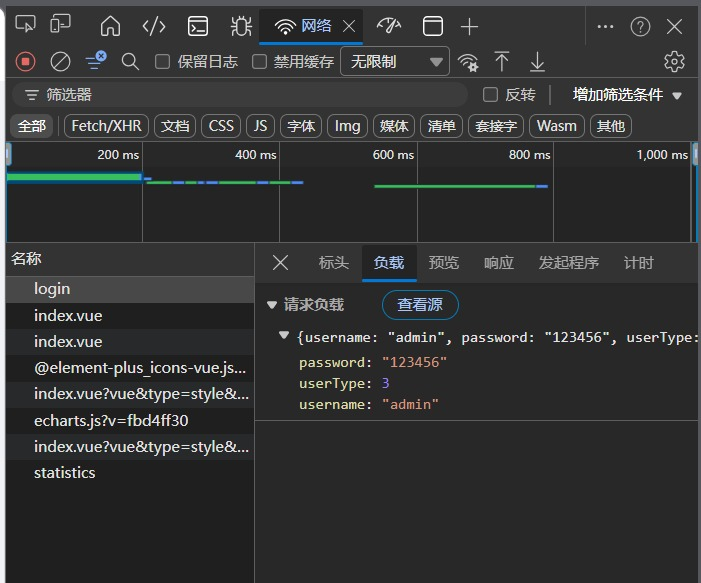 网络
保留日志 禁用缓存 无限制
筛选器 反转 增加筛选条件
全部 Fetch/XHR 文档 CSS JS 字体 Img 媒体 清单 套接字 Wasm 其他
200 ms 400 ms 600 ms 800 ms 1,000 ms
名称
标头 负载 预览 响应 发起程序 计时
login
index.vue
index.vue
@element-plus_icons-vue.js...
index.vue?vue&type=style&...
echarts.js?v=fbd4ff30
index.vue?vue&type=style&...
statistics
请求负载 查看源
{username: "admin", password: "123456", userType:
password: "123456"
userType: 3
username: "admin"